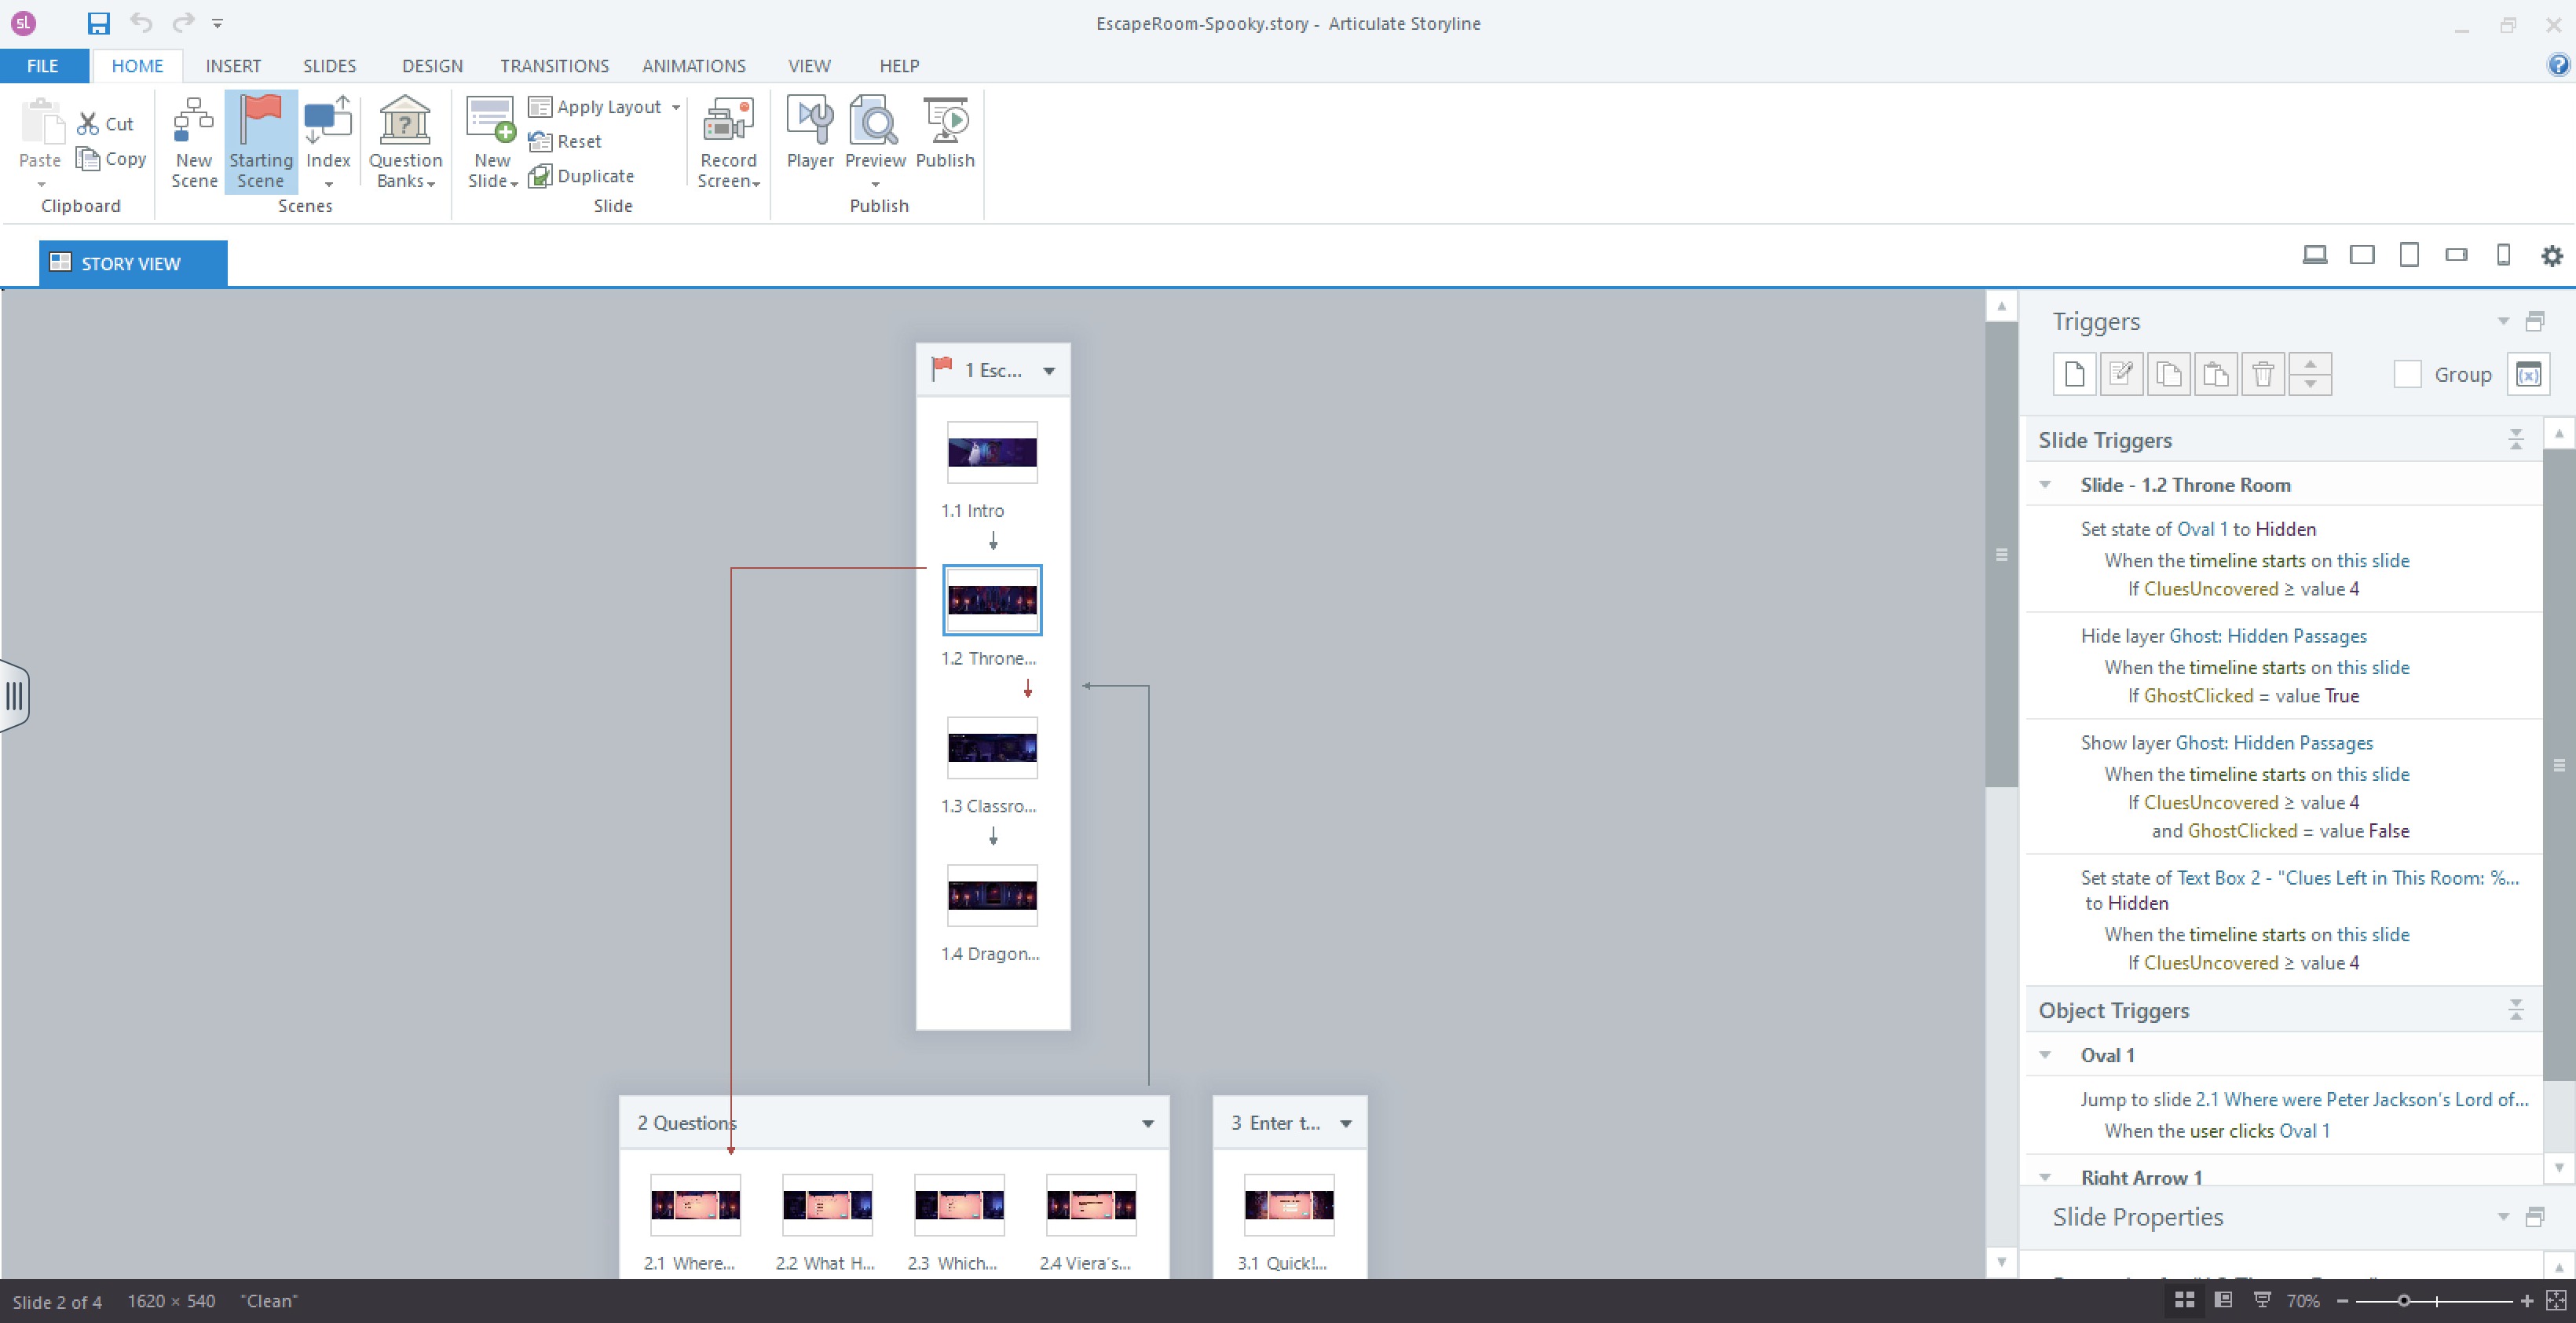 sl
EscapeRoom-Spooky.story - Articulate Storyline
FILE HOME INSERT SLIDES DESIGN TRANSITIONS ANIMATIONS VIEW HELP
Paste
Cut
Copy
Clipboard
New Scene
Starting Scene
Index
Question Banks
Scenes
New Slide
Apply Layout
Reset
Duplicate
Slide
Record Screen
Player
Preview
Publish
Publish
STORY VIEW
1 Esc...
1.1 Intro
1.2 Throne...
1.3 Classro...
1.4 Dragon...
2 Questions
2.1 Where...
2.2 What H...
2.3 Which...
2.4 Viera's...
3 Enter t...
3.1 Quick!...
Triggers
Group
(x)
Slide Triggers
Slide - 1.2 Throne Room
Set state of Oval 1 to Hidden
When the timeline starts on this slide
If CluesUncovered ≥ value 4
Hide layer Ghost: Hidden Passages
When the timeline starts on this slide
If GhostClicked = value True
Show layer Ghost: Hidden Passages
When the timeline starts on this slide
If CluesUncovered ≥ value 4
and GhostClicked = value False
Set state of Text Box 2 - "Clues Left in This Room: %...
to Hidden
When the timeline starts on this slide
If CluesUncovered ≥ value 4
Object Triggers
Oval 1
Jump to slide 2.1 Where were Peter Jackson's Lord of...
When the user clicks Oval 1
Right Arrow 1
Slide Properties
Slide 2 of 4 1620 × 540 "Clean"
70%